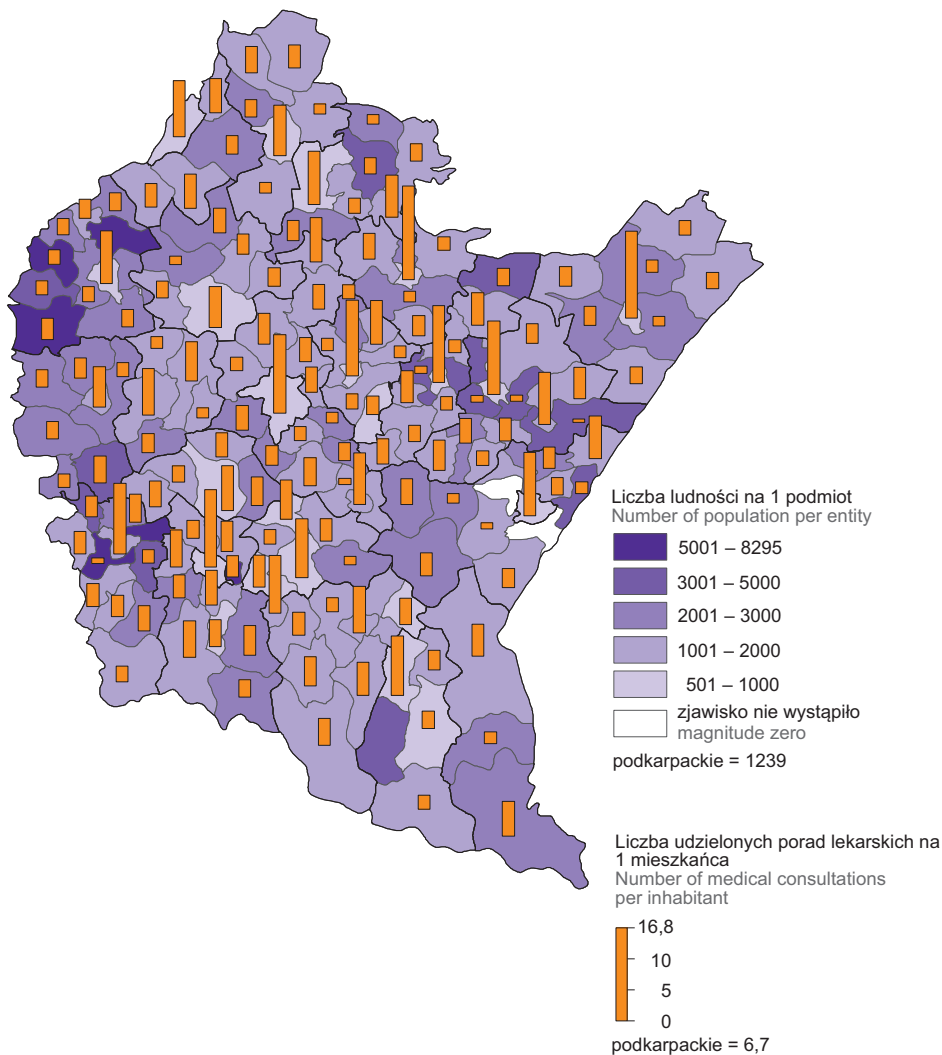 Liczba ludności na 1 podmiot
Number of population per entity
5001 – 8295
3001 – 5000
2001 – 3000
1001 – 2000
501 – 1000
zjawisko nie wystąpiło
magnitude zero
podkarpackie = 1239
Liczba udzielonych porad lekarskich na
1 mieszkańca
Number of medical consultations
per inhabitant
16,8
10
5
0
podkarpackie = 6,7